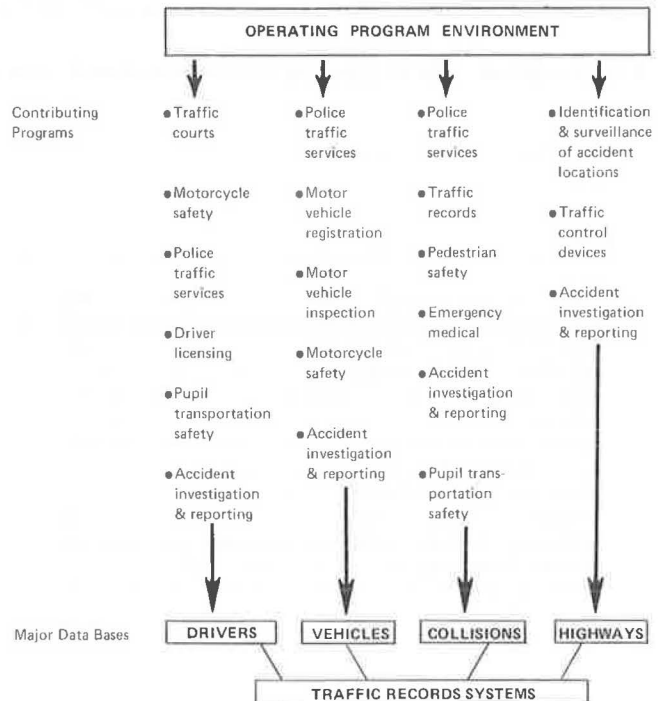 OPERATING PROGRAM ENVIRONMENT
Contributing
Programs
● Traffic
courts
● Motorcycle
safety
● Police
traffic
services
● Driver
licensing
● Pupil
transportation
safety
● Accident
investigation
& reporting
● Police
traffic
services
● Motor
vehicle
registration
● Motor
vehicle
inspection
● Motorcycle
safety
● Accident
investigation
& reporting
● Police
traffic
services
● Traffic
records
● Pedestrian
safety
● Emergency
medical
● Accident
investigation
& reporting
● Pupil trans-
portation
safety
● Identification
& surveillance
of accident
locations
● Traffic
control
devices
● Accident
investigation
& reporting
Major Data Bases
DRIVERS
VEHICLES
COLLISIONS
HIGHWAYS
TRAFFIC RECORDS SYSTEMS